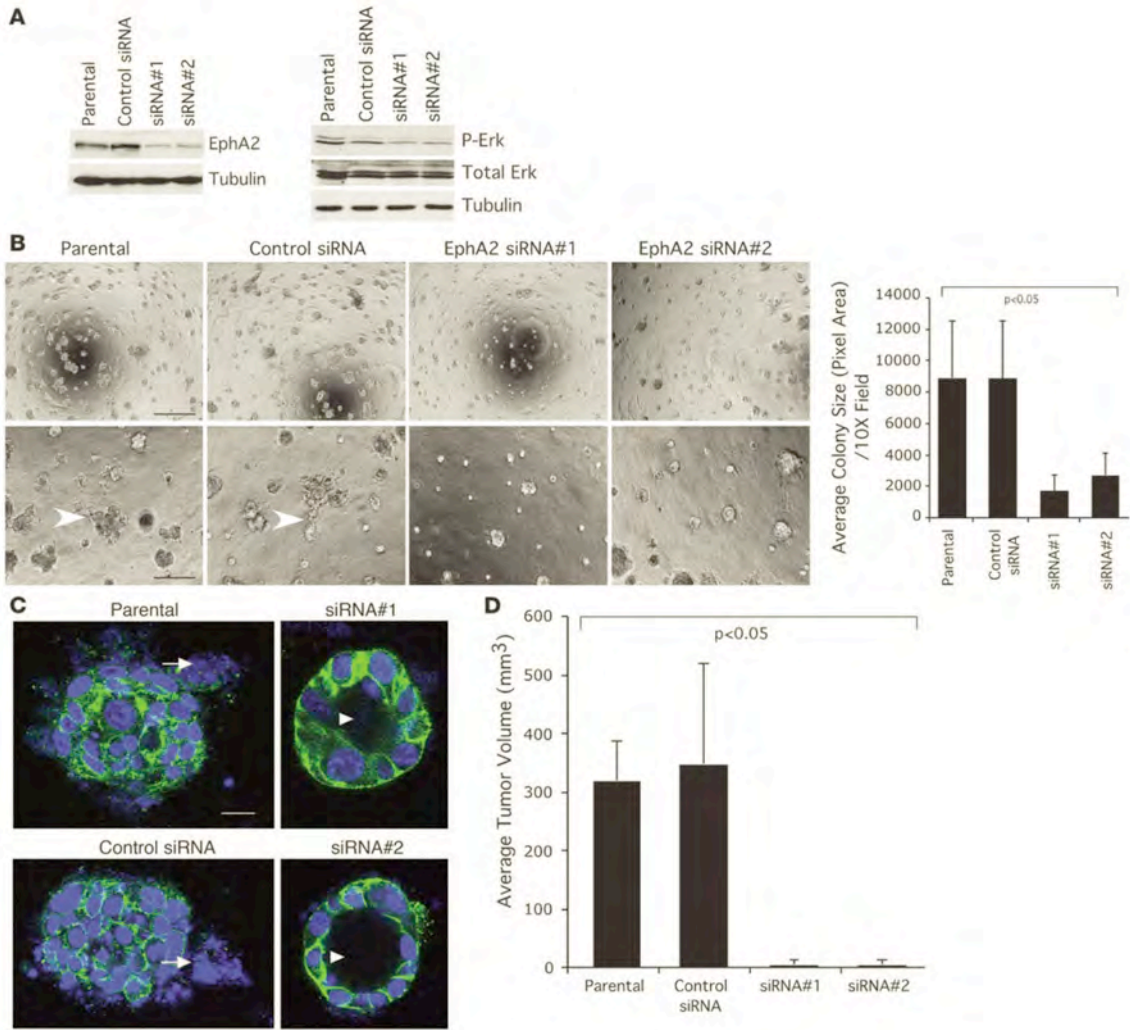 A
Parental
Control siRNA
siRNA#1
siRNA#2
EphA2
Tubulin
Parental
Control siRNA
siRNA#1
siRNA#2
P-Erk
Total Erk
Tubulin
B
Parental
Control siRNA
EphA2 siRNA#1
EphA2 siRNA#2
Average Colony Size (Pixel Area)
/10X Field
14000
12000
10000
8000
6000
4000
2000
0
p<0.05
Parental
Control
siRNA
siRNA#1
siRNA#2
C
Parental
siRNA#1
Control siRNA
siRNA#2
D
Average Tumor Volume (mm3)
600
500
400
300
200
100
0
p<0.05
Parental
Control
siRNA
siRNA#1
siRNA#2